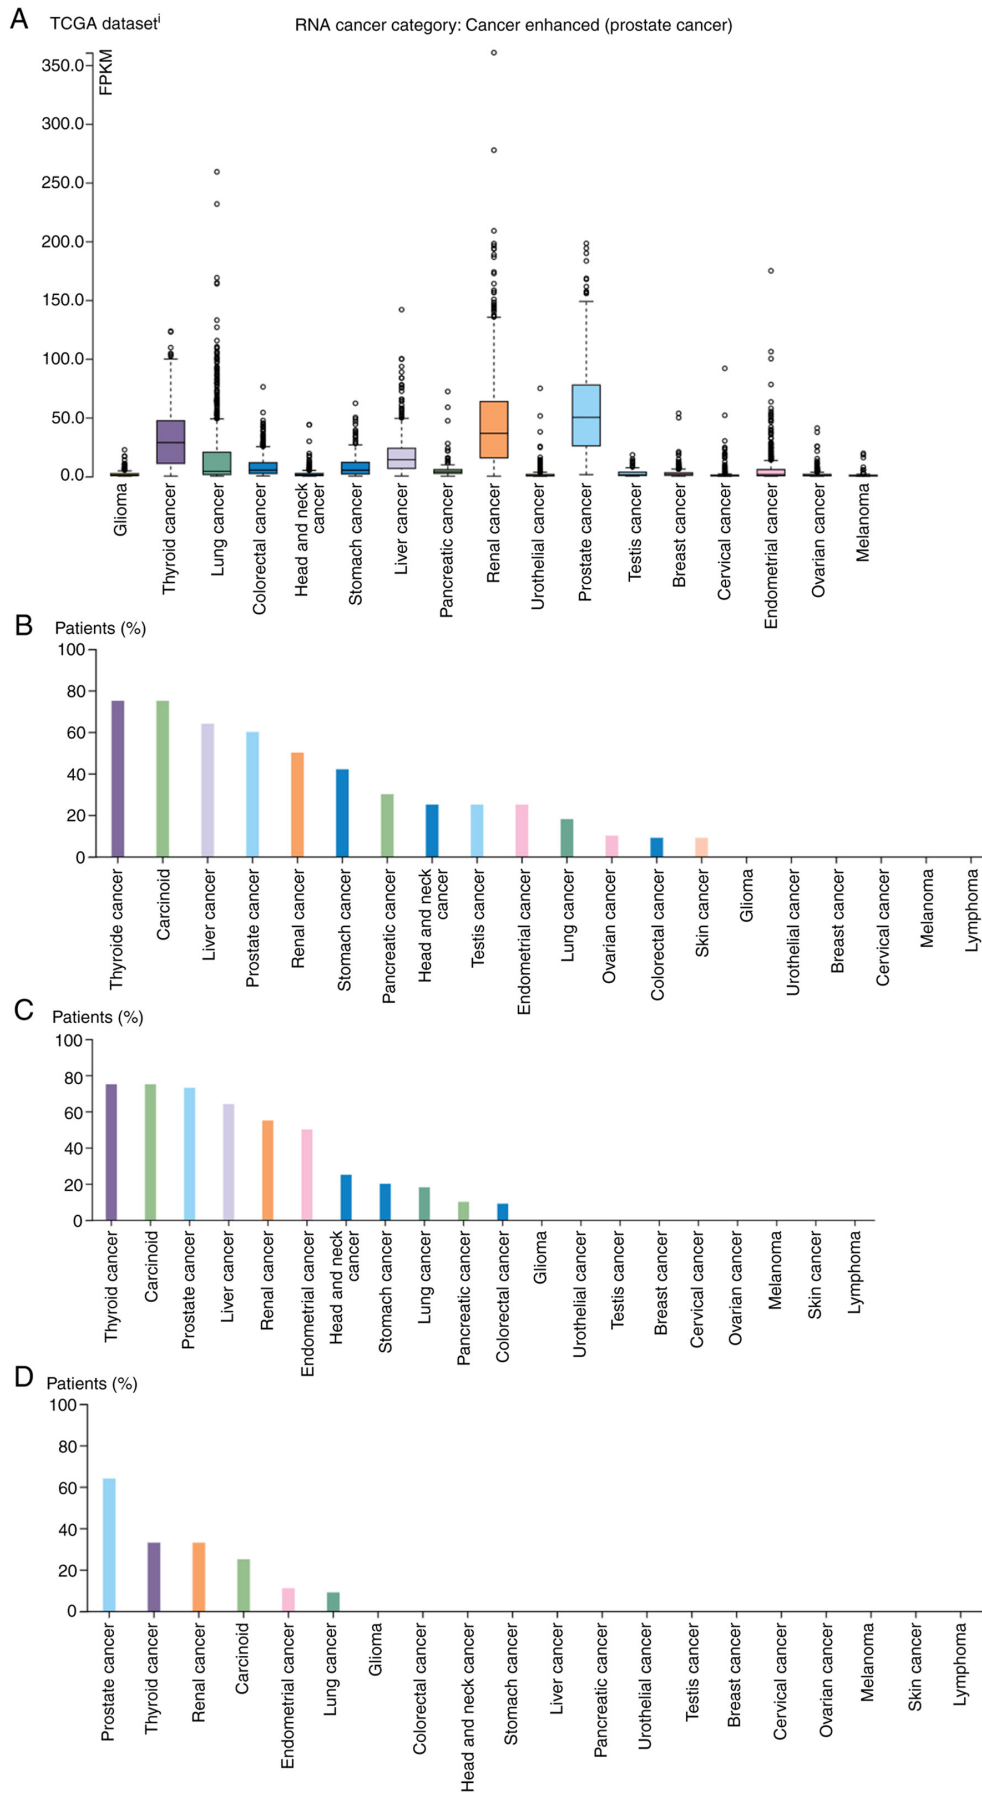 A
TCGA datasetⁱ
RNA cancer category: Cancer enhanced (prostate cancer)
FPKM
350.0
300.0
250.0
200.0
150.0
100.0
50.0
0.0
Glioma
Thyroid cancer
Lung cancer
Colorectal cancer
Head and neck
cancer
Stomach cancer
Liver cancer
Pancreatic cancer
Renal cancer
Urothelial cancer
Prostate cancer
Testis cancer
Breast cancer
Cervical cancer
Endometrial cancer
Ovarian cancer
Melanoma
B
Patients (%)
100
80
60
40
20
0
Thyroide cancer
Carcinoid
Liver cancer
Prostate cancer
Renal cancer
Stomach cancer
Pancreatic cancer
Head and neck
cancer
Testis cancer
Endometrial cancer
Lung cancer
Ovarian cancer
Colorectal cancer
Skin cancer
Glioma
Urothelial cancer
Breast cancer
Cervical cancer
Melanoma
Lymphoma
C
Patients (%)
100
80
60
40
20
0
Thyroid cancer
Carcinoid
Prostate cancer
Liver cancer
Renal cancer
Endometrial cancer
Head and neck
cancer
Stomach cancer
Lung cancer
Pancreatic cancer
Colorectal cancer
Glioma
Urothelial cancer
Testis cancer
Breast cancer
Cervical cancer
Ovarian cancer
Melanoma
Skin cancer
Lymphoma
D
Patients (%)
100
80
60
40
20
0
Prostate cancer
Thyroid cancer
Renal cancer
Carcinoid
Endometrial cancer
Lung cancer
Glioma
Colorectal cancer
Head and neck cancer
Stomach cancer
Liver cancer
Pancreatic cancer
Urothelial cancer
Testis cancer
Breast cancer
Cervical cancer
Ovarian cancer
Melanoma
Skin cancer
Lymphoma